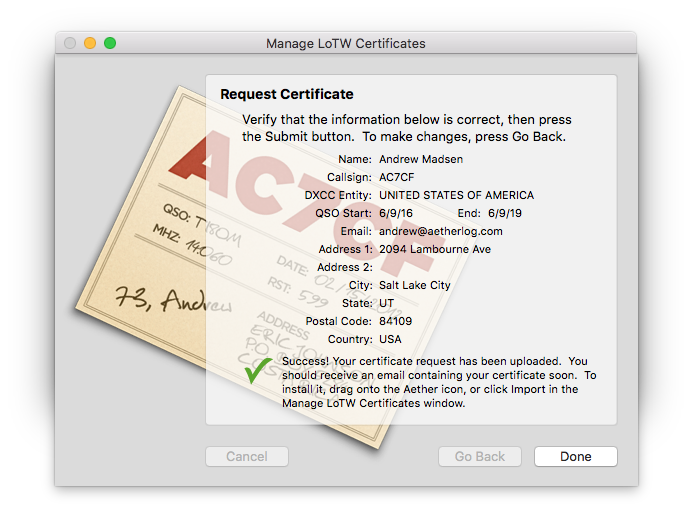 Manage LoTW Certificates
Request Certificate
Verify that the information below is correct, then press
the Submit button. To make changes, press Go Back.
Name: Andrew Madsen
Callsign: AC7CF
DXCC Entity: UNITED STATES OF AMERICA
QSO Start: 6/9/16 End: 6/9/19
Email: andrew@aetherlog.com
Address 1: 2094 Lambourne Ave
Address 2:
City: Salt Lake City
State: UT
Postal Code: 84109
Country: USA
Success! Your certificate request has been uploaded. You
should receive an email containing your certificate soon. To
install it, drag onto the Aether icon, or click Import in the
Manage LoTW Certificates window.
AC7CF
QSO:
MHZ: 14.060
DATE:
RST: 599
73, Andrew
ADDRESS
ERIC
Cancel
Go Back
Done